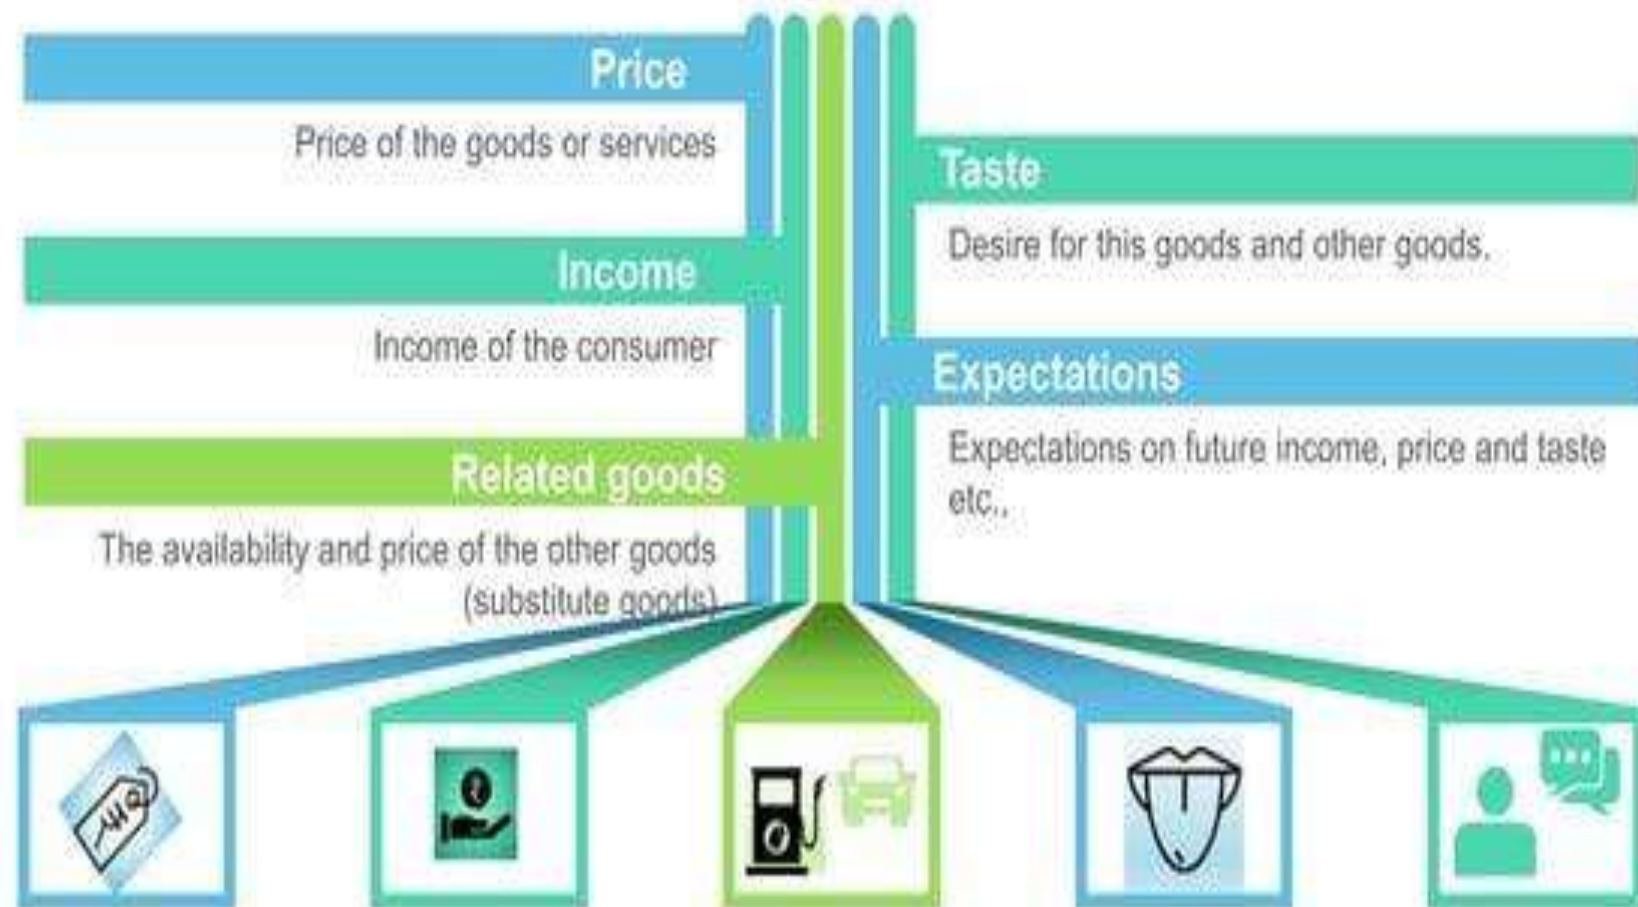 Price
Price of the goods or services
Income
Income of the consumer
Related goods
The availability and price of the other goods
(substitute goods)
Taste
Desire for this goods and other goods.
Expectations
Expectations on future income, price and taste
etc.,